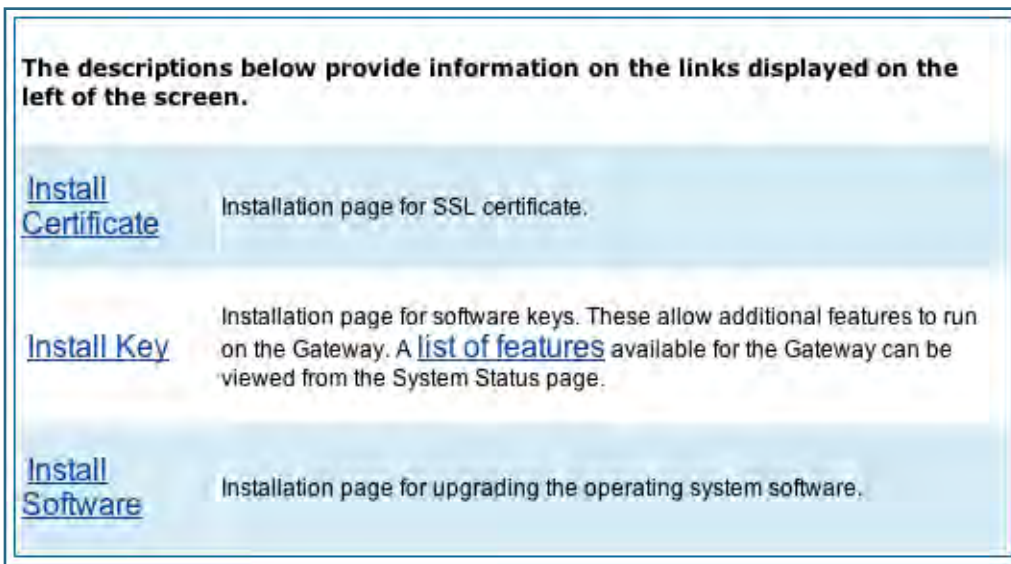 The descriptions below provide information on the links displayed on the
left of the screen.
Install
Certificate
Installation page for SSL certificate.
Install Key
Installation page for software keys. These allow additional features to run
on the Gateway. A list of features available for the Gateway can be
viewed from the System Status page.
Install
Software
Installation page for upgrading the operating system software.